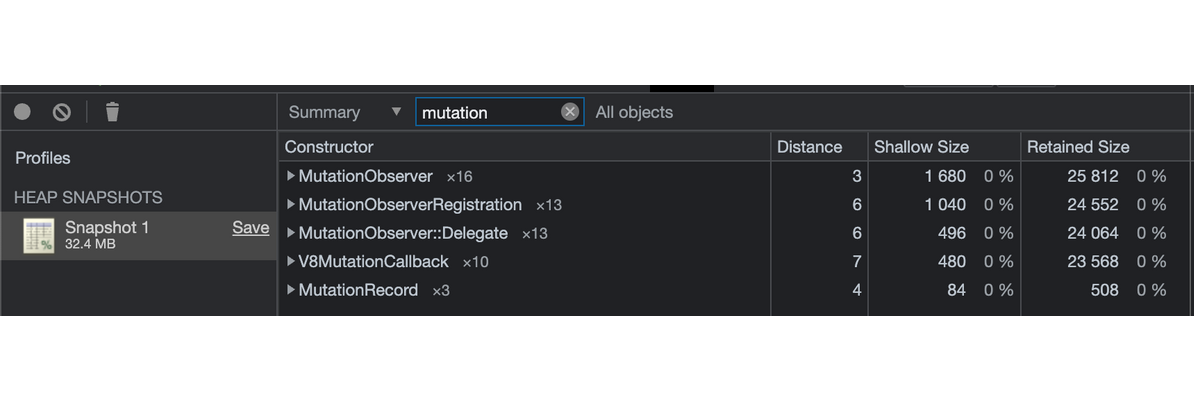 Summary ▼ mutation All objects
Profiles
HEAP SNAPSHOTS
Snapshot 1 Save
32.4 MB
Constructor Distance Shallow Size Retained Size
MutationObserver ×16 3 1 680 0 % 25 812 0 %
MutationObserverRegistration ×13 6 1 040 0 % 24 552 0 %
MutationObserver::Delegate ×13 6 496 0 % 24 064 0 %
V8MutationCallback ×10 7 480 0 % 23 568 0 %
MutationRecord ×3 4 84 0 % 508 0 %